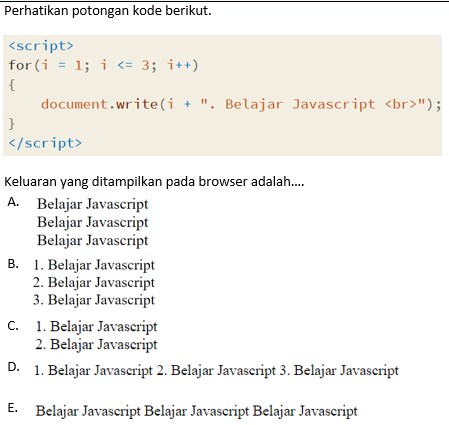 Perhatikan potongan kode berikut.
<script>
for(i = 1; i <= 3; i++)
{
document.write(i + ". Belajar Javascript <br>");
}
</script>
Keluaran yang ditampilkan pada browser adalah....
A. Belajar Javascript
Belajar Javascript
Belajar Javascript
B. 1. Belajar Javascript
2. Belajar Javascript
3. Belajar Javascript
C. 1. Belajar Javascript
2. Belajar Javascript
D. 1. Belajar Javascript 2. Belajar Javascript 3. Belajar Javascript
E. Belajar Javascript Belajar Javascript Belajar Javascript